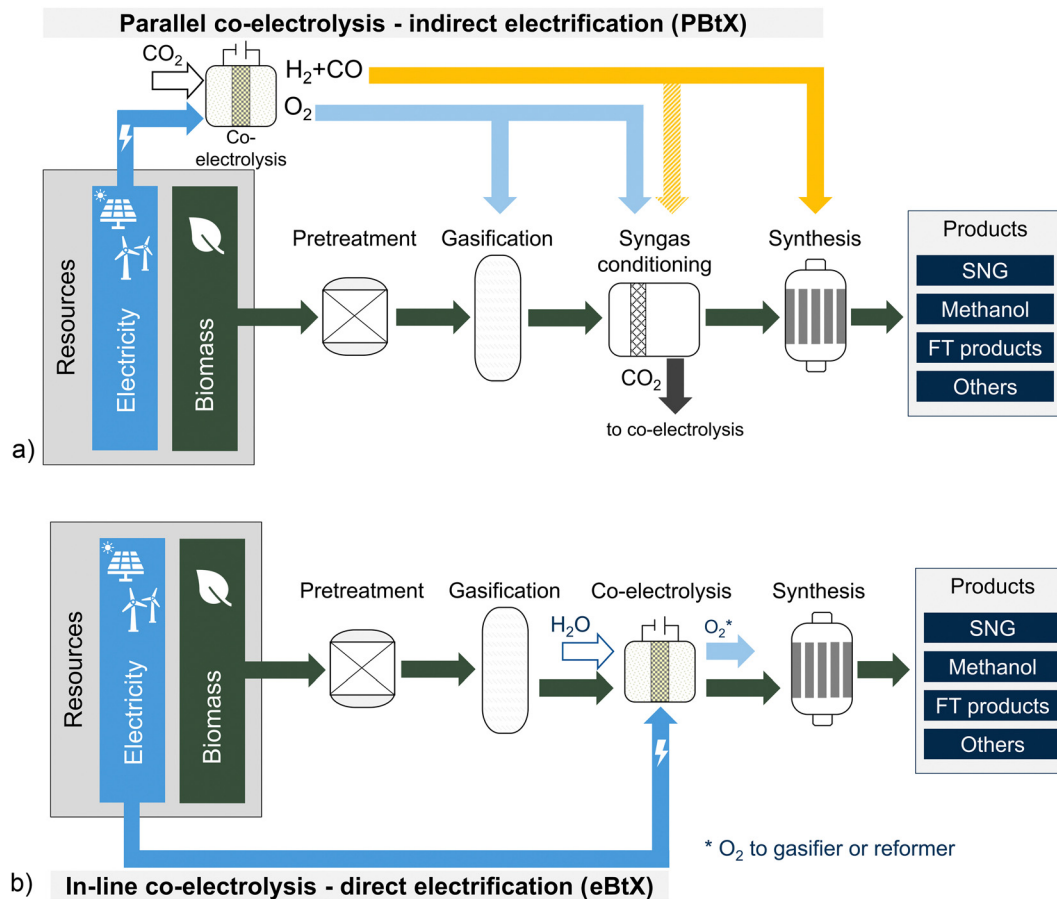 Parallel co-electrolysis - indirect electrification (PBtX)
CO₂
H₂+CO
O₂
Co-
electrolysis
Resources
Electricity
Biomass
Pretreatment
Gasification
Syngas
conditioning
Synthesis
CO₂
to co-electrolysis
Products
SNG
Methanol
FT products
Others
a)
Resources
Electricity
Biomass
Pretreatment
Gasification
H₂O
Co-electrolysis
O₂*
Synthesis
Products
SNG
Methanol
FT products
Others
* O₂ to gasifier or reformer
b)
In-line co-electrolysis - direct electrification (eBtX)